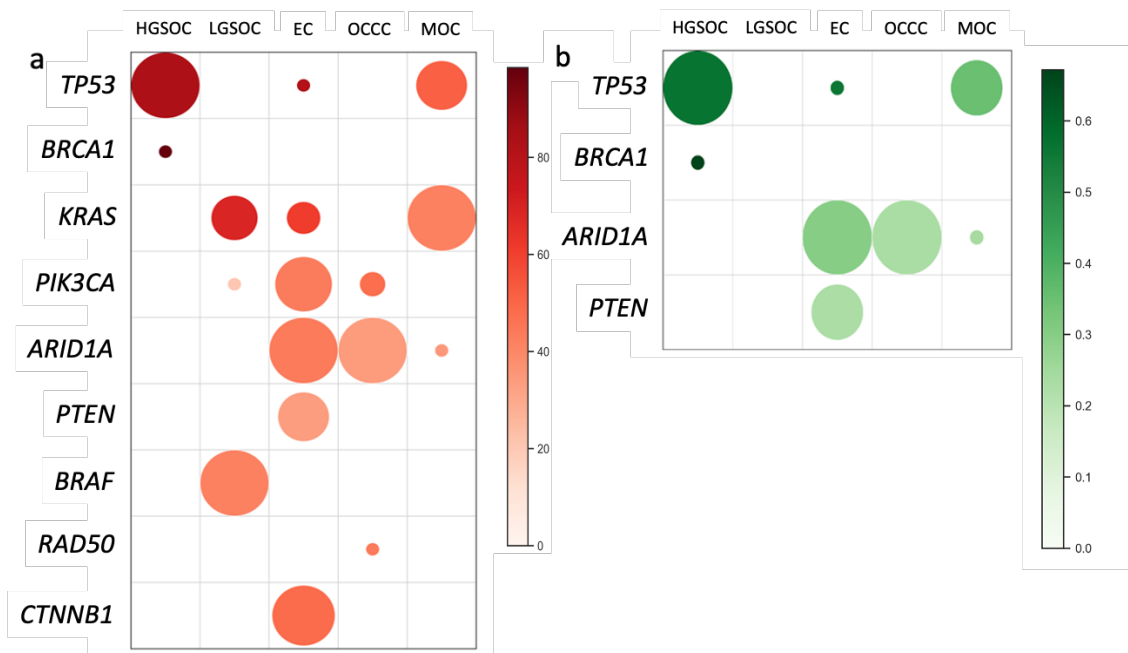 HGSOC LGSOC EC OCCC MOC
a
TP53
BRCA1
KRAS
PIK3CA
ARID1A
PTEN
BRAF
RAD50
CTNNB1
80
60
40
20
0
HGSOC LGSOC EC OCCC MOC
b
TP53
BRCA1
ARID1A
PTEN
0.6
0.5
0.4
0.3
0.2
0.1
0.0